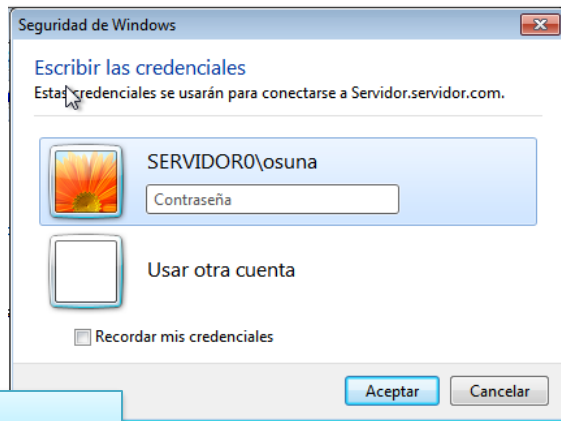 Seguridad de Windows
Escribir las credenciales
Estas credenciales se usarán para conectarse a Servidor.servidor.com.
SERVIDOR0\osuna
Contraseña
Usar otra cuenta
Recordar mis credenciales
Aceptar Cancelar